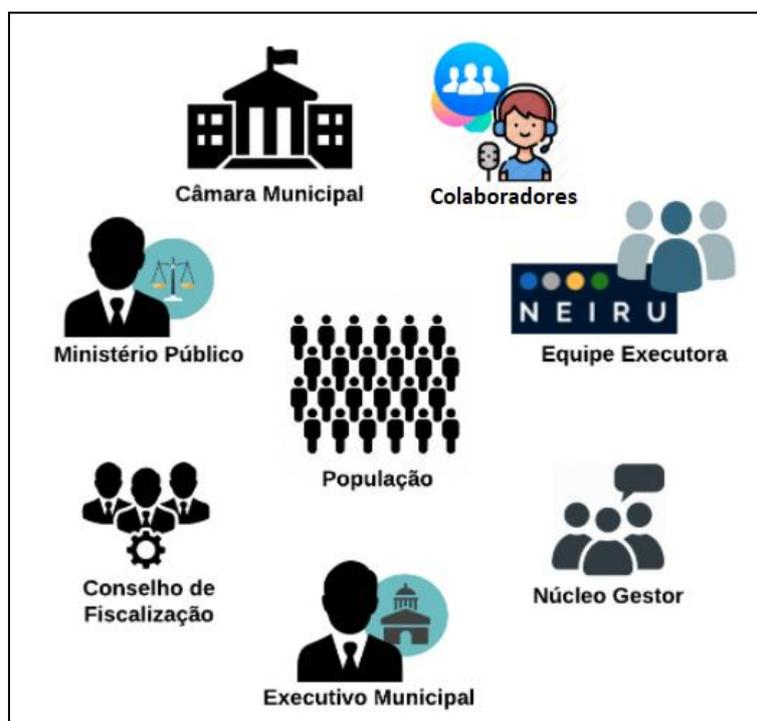 Câmara Municipal
Colaboradores
Ministério Público
NEIRU
Equipe Executora
População
Conselho de
Fiscalização
Núcleo Gestor
Executivo Municipal